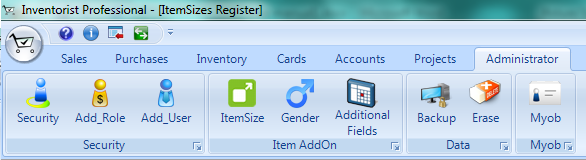 Inventorist Professional - [ItemSizes Register]
Sales Purchases Inventory Cards Accounts Projects Administrator
Security Add_Role Add_User ItemSize Gender Additional Fields Backup Erase Myob
Security Item AddOn Data Myob